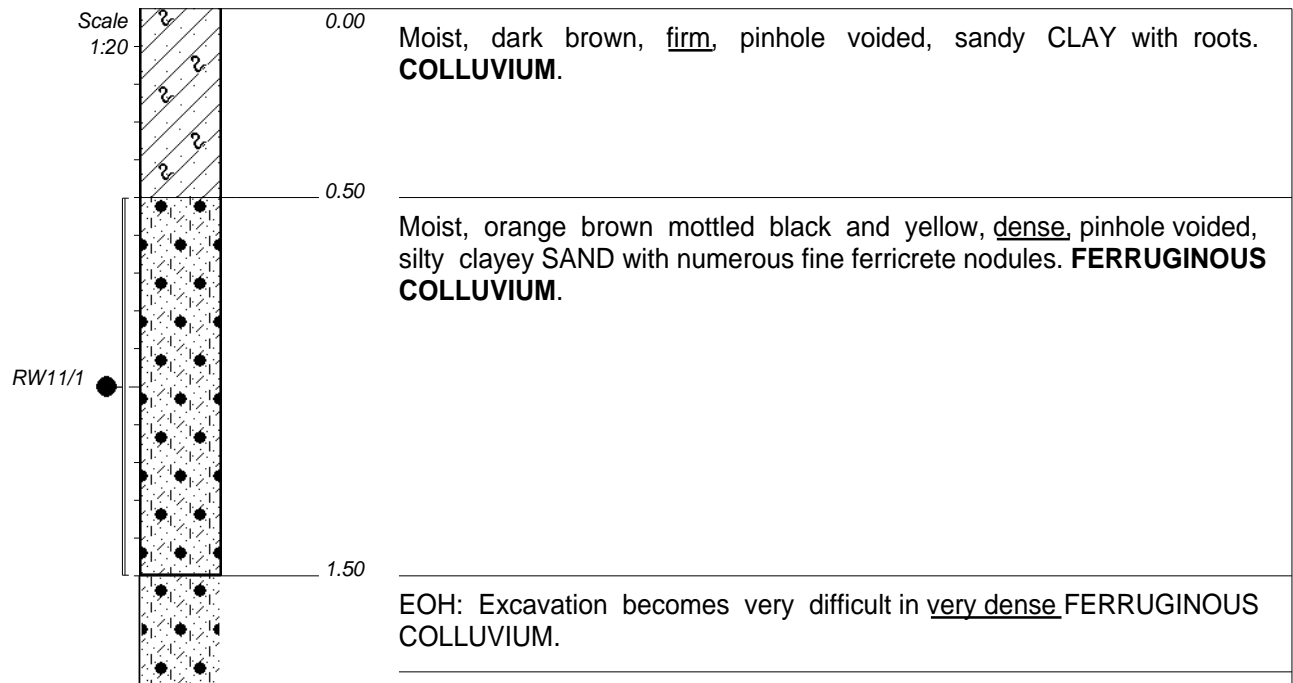 Scale
1:20
0.00
Moist, dark brown, firm, pinhole voided, sandy CLAY with roots.
COLLUVIUM.
0.50
Moist, orange brown mottled black and yellow, dense, pinhole voided,
silty clayey SAND with numerous fine ferricrete nodules. FERRUGINOUS
COLLUVIUM.
RW11/1
1.50
EOH: Excavation becomes very difficult in very dense FERRUGINOUS
COLLUVIUM.